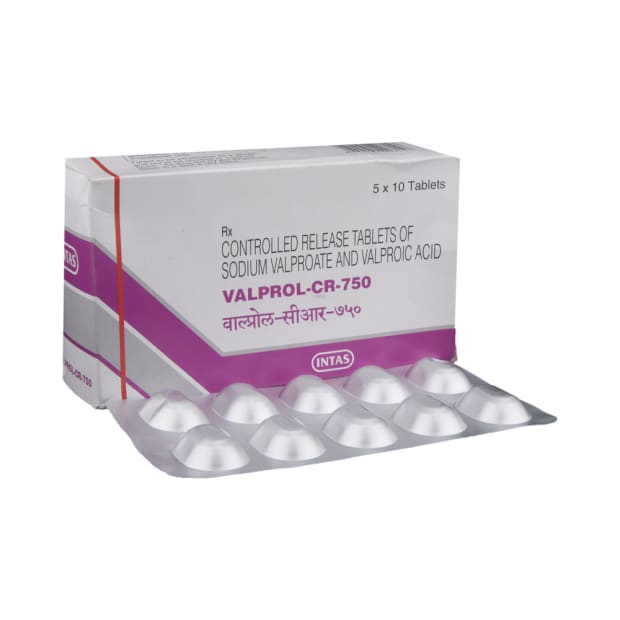 5 x 10 Tablets
Rx
CONTROLLED RELEASE TABLETS OF
SODIUM VALPROATE AND VALPROIC ACID
VALPROL-CR-750
वाल्प्रोल-सीआर-७५०
INTAS
TAS
PROL-CR-750